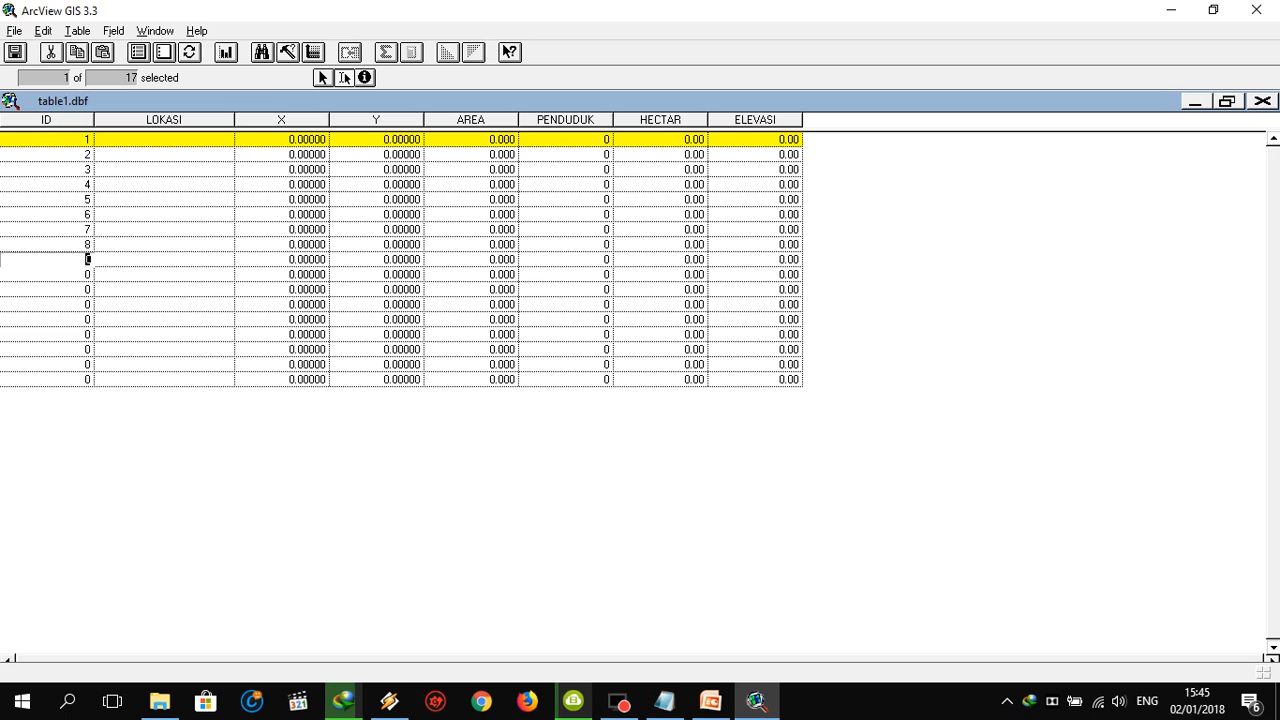 ArcView GIS 3.3
File Edit Table Field Window Help
1 of 17 selected
table1.dbf
ID LOKASI X Y AREA PENDUDUK HECTAR ELEVASI
1 0.00000 0.00000 0.000 0 0.00 0.00
2 0.00000 0.00000 0.000 0 0.00 0.00
3 0.00000 0.00000 0.000 0 0.00 0.00
4 0.00000 0.00000 0.000 0 0.00 0.00
5 0.00000 0.00000 0.000 0 0.00 0.00
6 0.00000 0.00000 0.000 0 0.00 0.00
7 0.00000 0.00000 0.000 0 0.00 0.00
8 0.00000 0.00000 0.000 0 0.00 0.00
0 0.00000 0.00000 0.000 0 0.00 0.00
0 0.00000 0.00000 0.000 0 0.00 0.00
0 0.00000 0.00000 0.000 0 0.00 0.00
0 0.00000 0.00000 0.000 0 0.00 0.00
0 0.00000 0.00000 0.000 0 0.00 0.00
0 0.00000 0.00000 0.000 0 0.00 0.00
0 0.00000 0.00000 0.000 0 0.00 0.00
0 0.00000 0.00000 0.000 0 0.00 0.00
0 0.00000 0.00000 0.000 0 0.00 0.00
321
ENG
15:45
02/01/2018
6